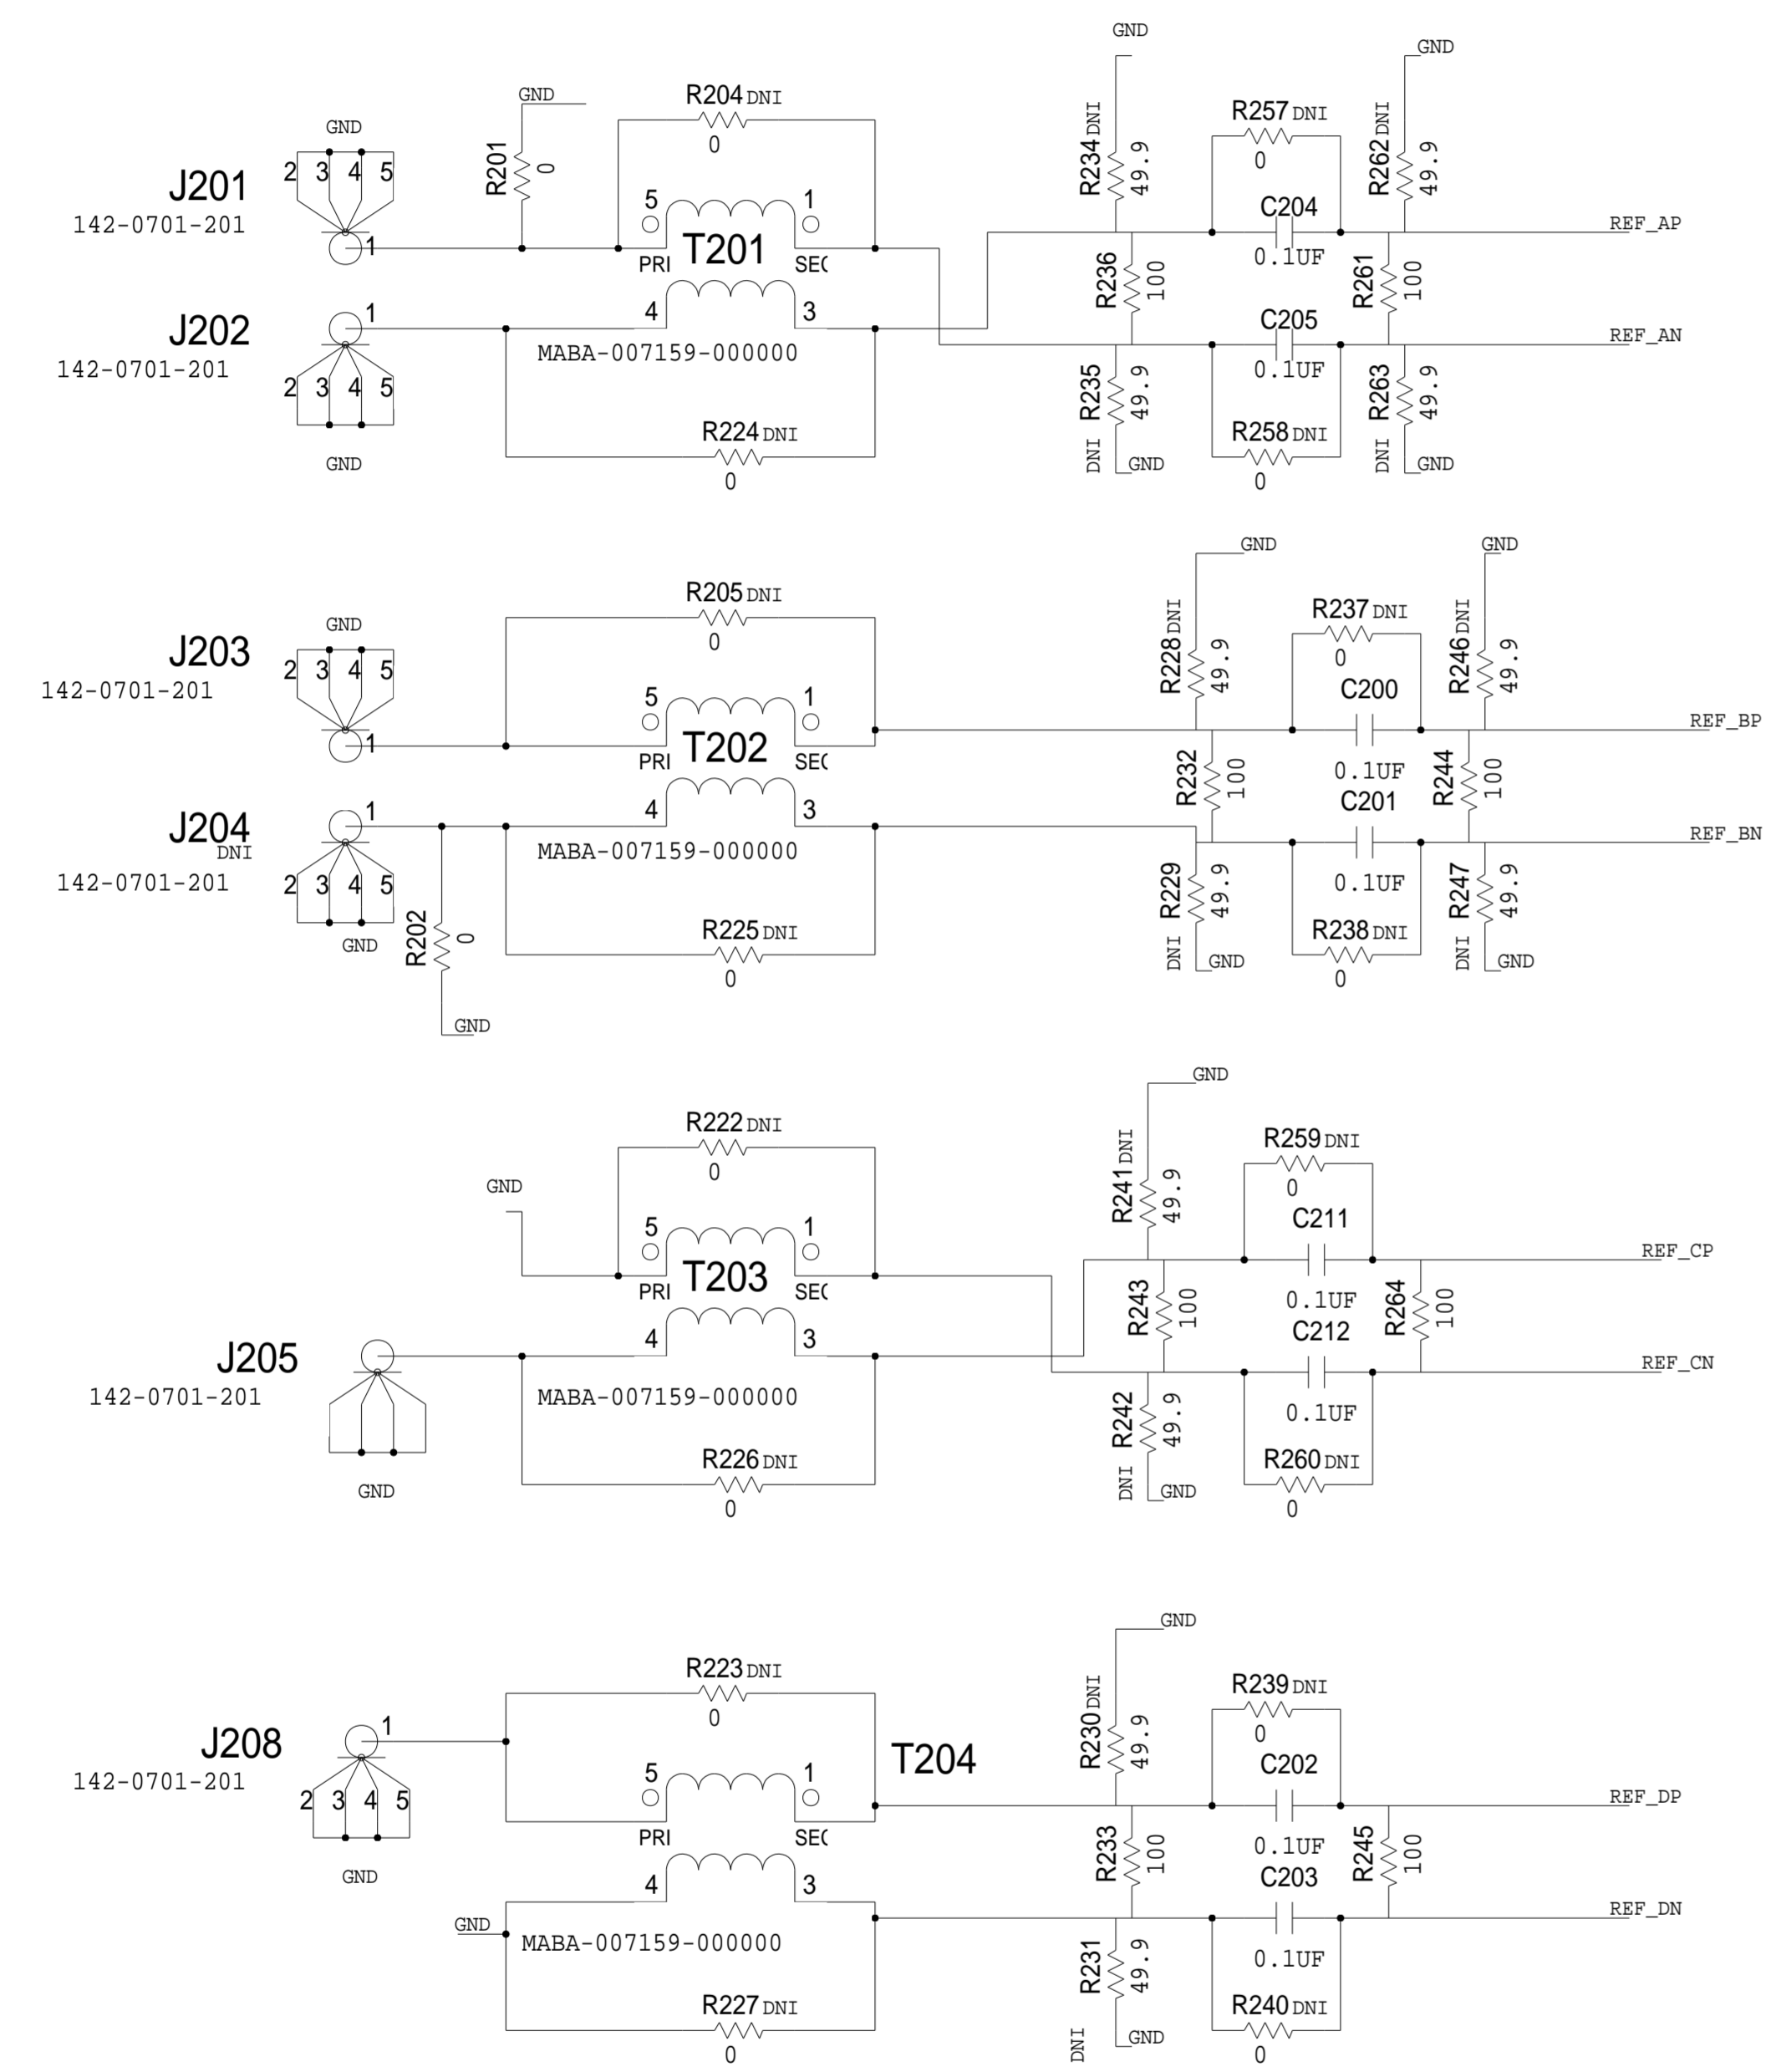 GND
GND
GND
R204 DNI
0
R201
0
GND
J201
142-0701-201
2 3 4 5
1
5
1
T201
PRI
SEC
R234 DNI
49.9
R257 DNI
0
C204
0.1UF
R262 DNI
49.9
REF_AP
R236
100
R261
100
J202
142-0701-201
1
2 3 4 5
GND
4
3
MABA-007159-000000
R224 DNI
0
C205
0.1UF
REF_AN
R235
49.9
DNI
GND
R258 DNI
0
R263
49.9
DNI
GND
GND
GND
R205 DNI
0
GND
J203
142-0701-201
2 3 4 5
1
5
1
T202
PRI
SEC
R228 DNI
49.9
R237 DNI
0
C200
0.1UF
R246 DNI
49.9
REF_BP
R232
100
R244
100
J204
DNI
142-0701-201
1
2 3 4 5
GND
R202
0
GND
4
3
MABA-007159-000000
R225 DNI
0
C201
0.1UF
REF_BN
R229
49.9
DNI
GND
R238 DNI
0
R247
49.9
DNI
GND
GND
R222 DNI
0
GND
5
1
T203
PRI
SEC
R241 DNI
49.9
R259 DNI
0
C211
0.1UF
REF_CP
R243
100
R264
100
J205
142-0701-201
GND
4
3
MABA-007159-000000
R226 DNI
0
C212
0.1UF
REF_CN
R242
49.9
DNI
GND
R260 DNI
0
GND
R223 DNI
0
J208
142-0701-201
1
2 3 4 5
GND
5
1
T204
PRI
SEC
R230 DNI
49.9
R239 DNI
0
C202
0.1UF
REF_DP
R233
100
R245
100
GND
4
3
MABA-007159-000000
R227 DNI
0
C203
0.1UF
REF_DN
R231
49.9
DNI
GND
R240 DNI
0